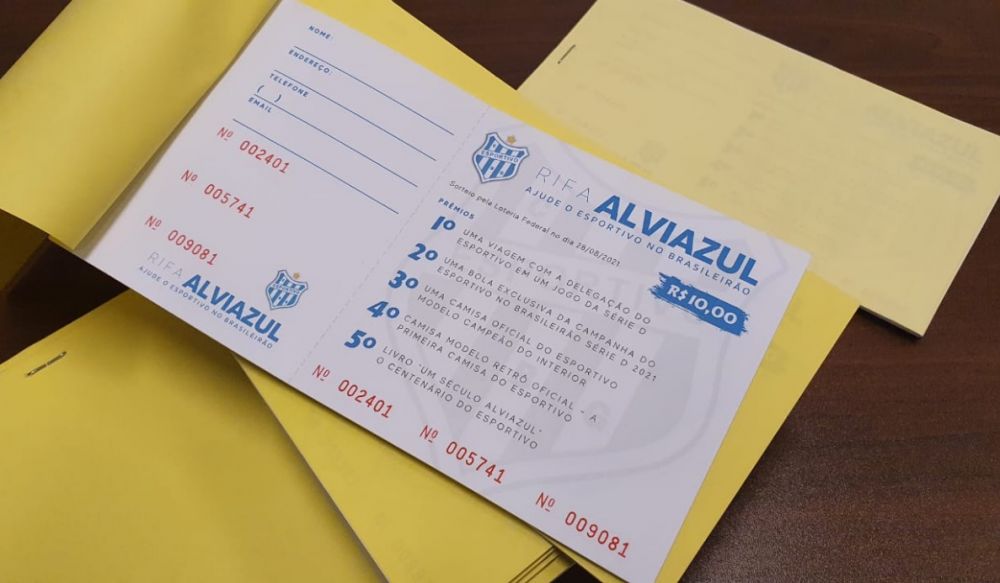 NOME:
ENDEREÇO:
TELEFONE
( )
EMAIL
Nº 002401
Nº 005741
Nº 009081
RIFA
ALVIAZUL
AJUDE O ESPORTIVO NO BRASILEIRÃO
ESPORTIVO
ESPORTIVO
RIFA
ALVIAZUL
AJUDE O ESPORTIVO NO BRASILEIRÃO
Sorteio pela Loteria Federal no dia 28/08/2021
R$10,00
PRÊMIOS
1º UMA VIAGEM COM A DELEGAÇÃO DO
ESPORTIVO EM UM JOGO DA SÉRIE D
2º UMA BOLA EXCLUSIVA DA CAMPANHA DO
ESPORTIVO NO BRASILEIRÃO SÉRIE D 2021
3º UMA CAMISA OFICIAL DO ESPORTIVO
MODELO CAMPEÃO DO INTERIOR
4º CAMISA MODELO RETRÔ OFICIAL - A
PRIMEIRA CAMISA DO ESPORTIVO
5º LIVRO "UM SECULO ALVIAZUL"
O CENTENÁRIO DO ESPORTIVO
Nº 002401
Nº 005741
Nº 009081